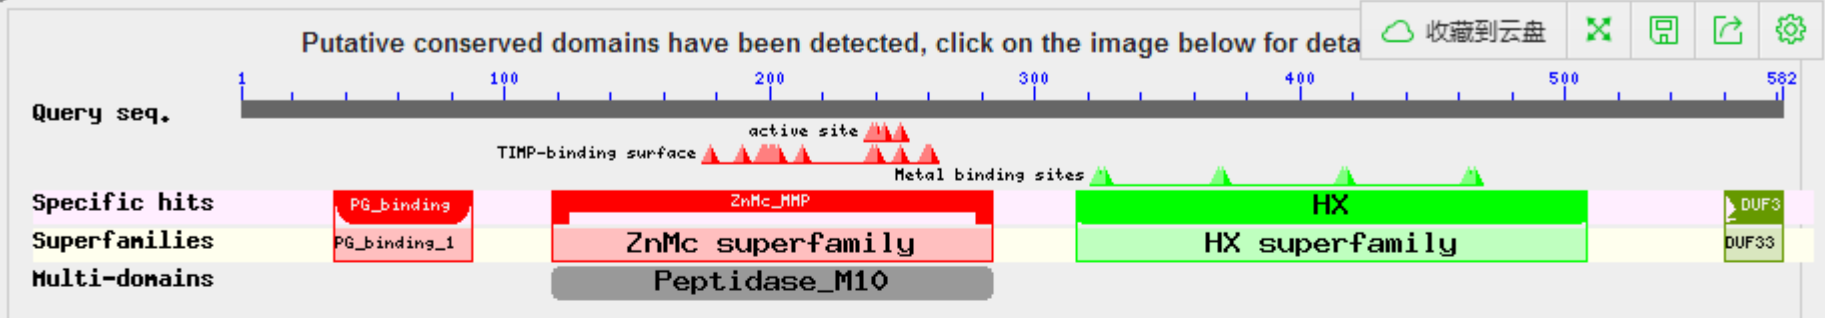 Putative conserved domains have been detected, click on the image below for deta
收藏到云盘
1 100 200 300 400 500 582
Query seq.
active site
TIMP-binding surface
Metal binding sites
Specific hits PG_binding ZnMc_MMP HX DUF3
Superfamilies PG_binding_1 ZnMc superfamily HX superfamily DUF33
Multi-domains Peptidase_M10